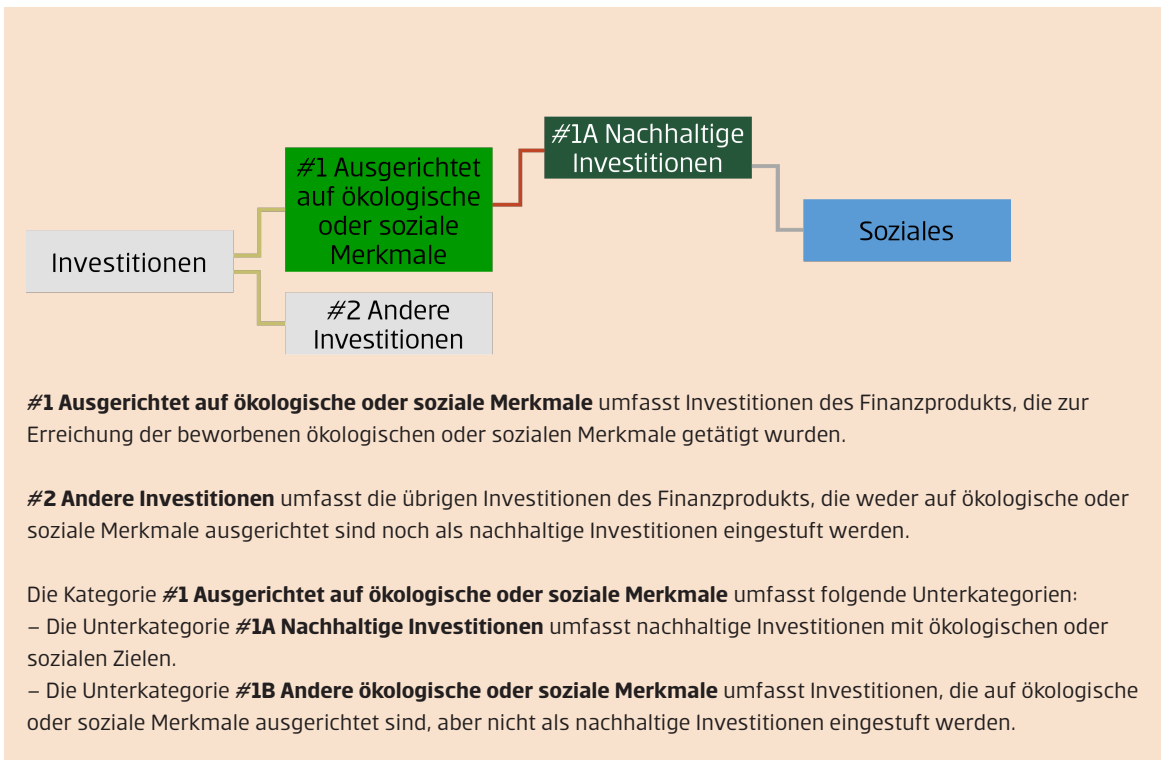 #1A Nachhaltige
Investitionen
#1 Ausgerichtet
auf ökologische
oder soziale
Merkmale
Soziales
Investitionen
#2 Andere
Investitionen
#1 Ausgerichtet auf ökologische oder soziale Merkmale umfasst Investitionen des Finanzprodukts, die zur
Erreichung der beworbenen ökologischen oder sozialen Merkmale getätigt wurden.
#2 Andere Investitionen umfasst die übrigen Investitionen des Finanzprodukts, die weder auf ökologische oder
soziale Merkmale ausgerichtet sind noch als nachhaltige Investitionen eingestuft werden.
Die Kategorie #1 Ausgerichtet auf ökologische oder soziale Merkmale umfasst folgende Unterkategorien:
– Die Unterkategorie #1A Nachhaltige Investitionen umfasst nachhaltige Investitionen mit ökologischen oder
sozialen Zielen.
– Die Unterkategorie #1B Andere ökologische oder soziale Merkmale umfasst Investitionen, die auf ökologische
oder soziale Merkmale ausgerichtet sind, aber nicht als nachhaltige Investitionen eingestuft werden.